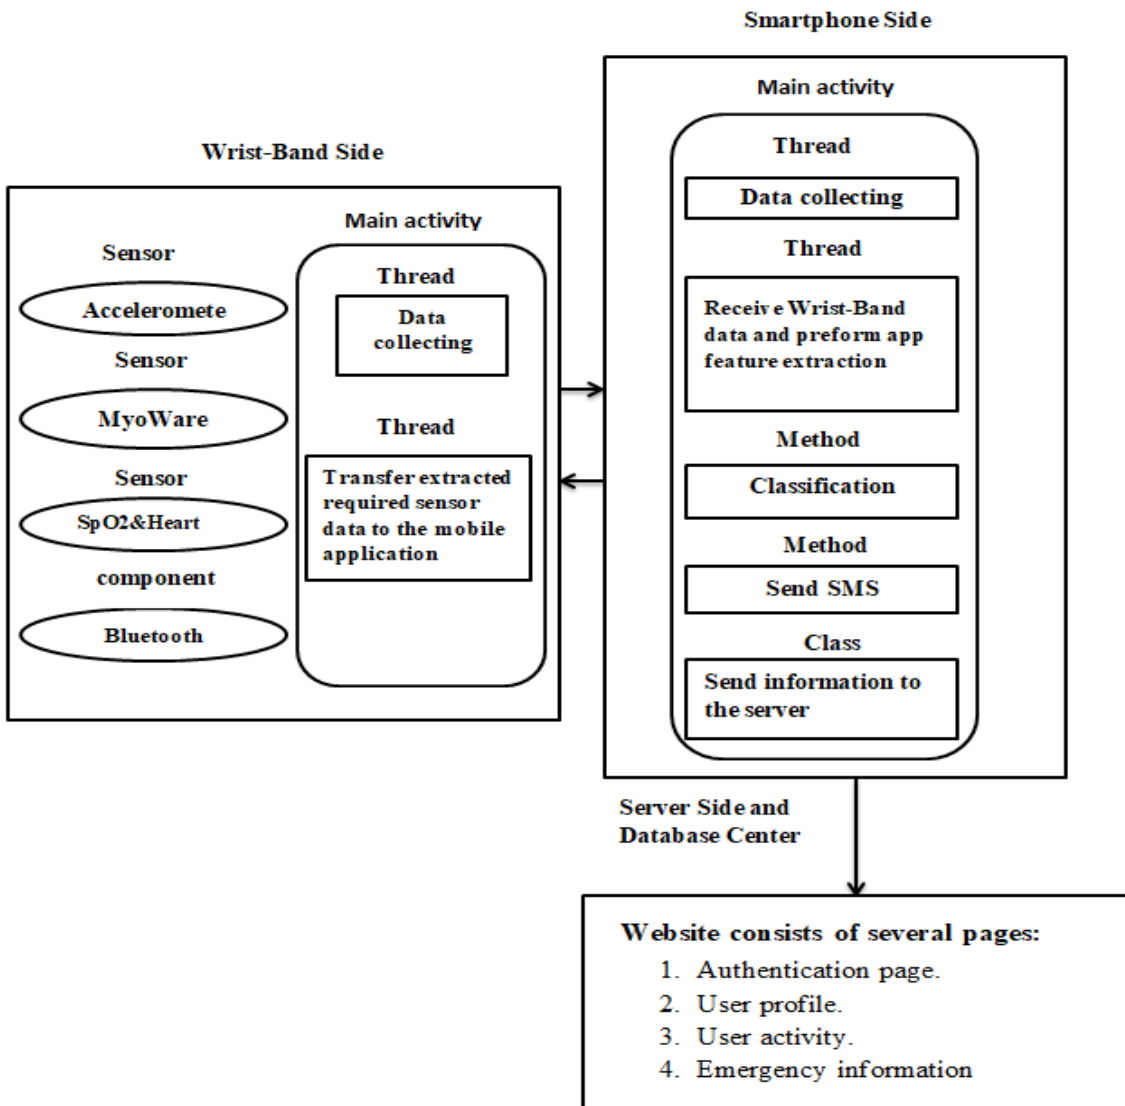 Smartphone Side
Main activity
Thread
Data collecting
Thread
Receive Wrist-Band
data and preform app
feature extraction
Method
Classification
Method
Send SMS
Class
Send information to
the server
Wrist-Band Side
Sensor
Acceleromete
Sensor
MyoWare
Sensor
SpO2&Heart
component
Bluetooth
Main activity
Thread
Data
collecting
Thread
Transfer extracted
required sensor
data to the mobile
application
Server Side and
Database Center
Website consists of several pages:
1. Authentication page.
2. User profile.
3. User activity.
4. Emergency information